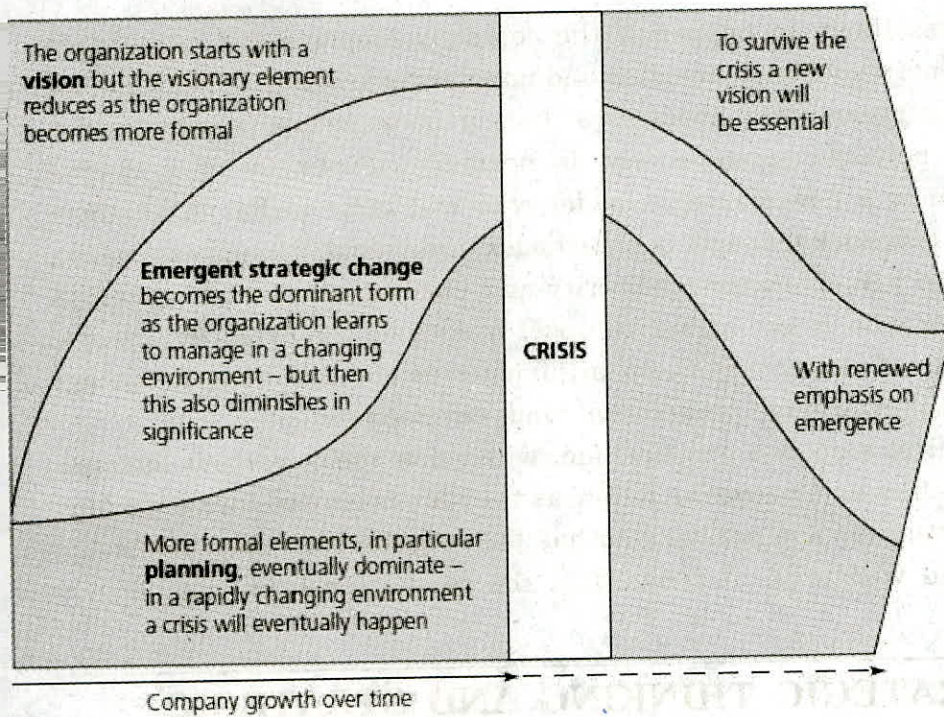 The organization starts with a
vision but the visionary element
reduces as the organization
becomes more formal
To survive the
crisis a new
vision will
be essential
Emergent strategic change
becomes the dominant form
as the organization learns
to manage in a changing
environment – but then
this also diminishes in
significance
CRISIS
With renewed
emphasis on
emergence
More formal elements, in particular
planning, eventually dominate –
in a rapidly changing environment
a crisis will eventually happen
Company growth over time
THINKING AND